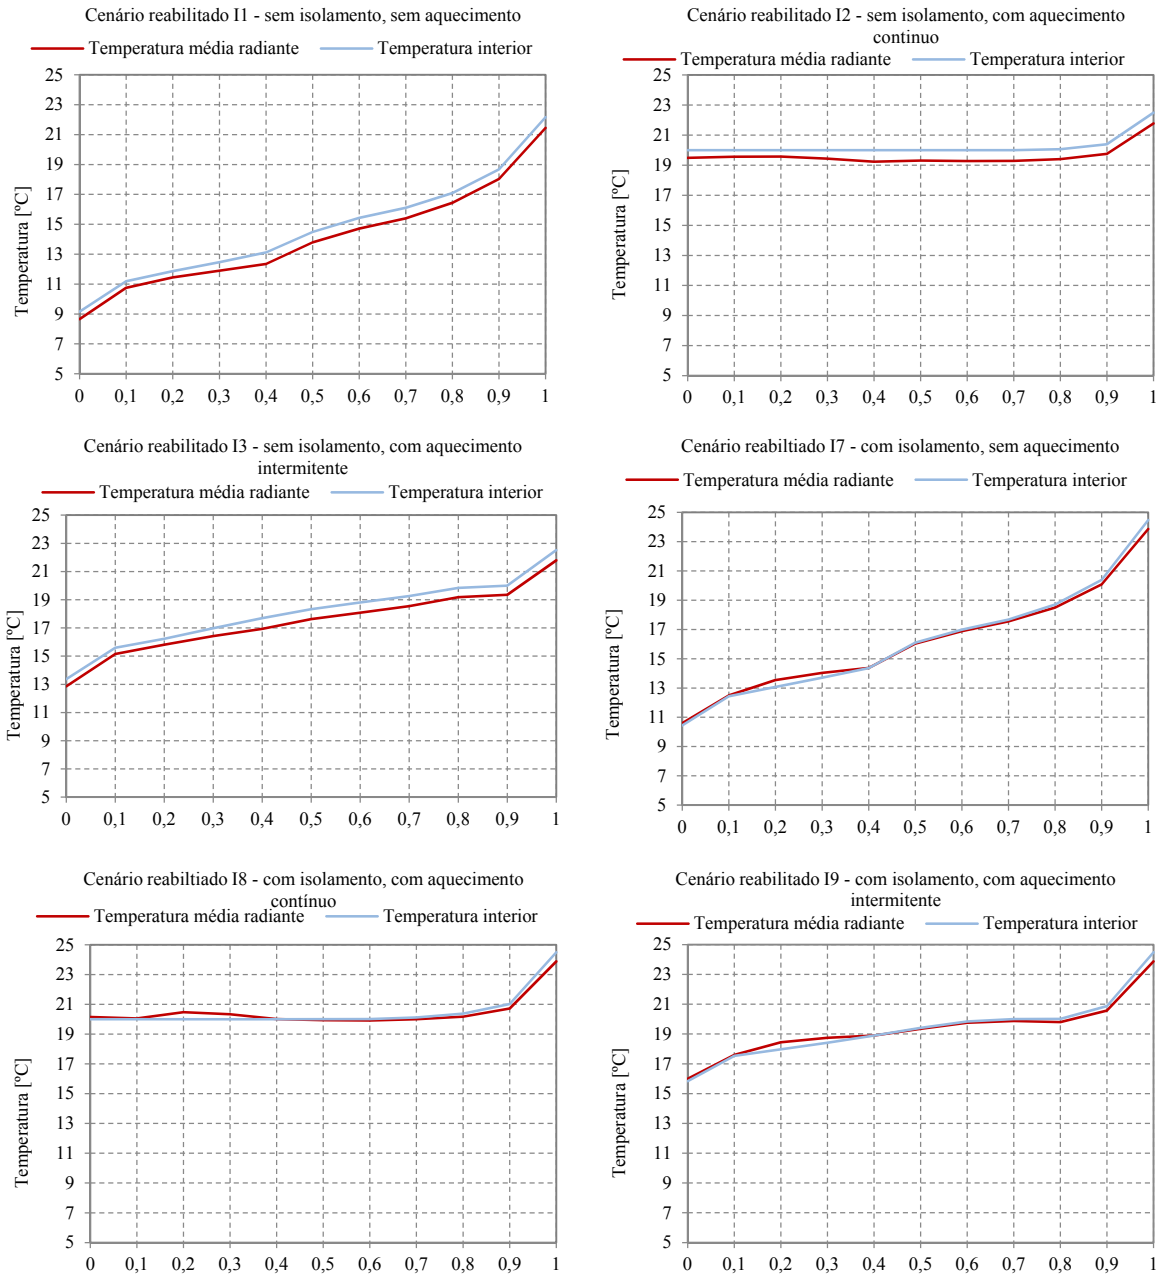 Cenário reabilitado I1 - sem isolamento, sem aquecimento
Temperatura média radiante Temperatura interior
Temperatura [ºC]
25
23
21
19
17
15
13
11
9
7
5
0 0,1 0,2 0,3 0,4 0,5 0,6 0,7 0,8 0,9 1
Cenário reabilitado I2 - sem isolamento, com aquecimento
continuo
Temperatura média radiante Temperatura interior
Temperatura [ºC]
25
23
21
19
17
15
13
11
9
7
5
0 0,1 0,2 0,3 0,4 0,5 0,6 0,7 0,8 0,9 1
Cenário reabilitado I3 - sem isolamento, com aquecimento
intermitente
Temperatura média radiante Temperatura interior
Temperatura [ºC]
25
23
21
19
17
15
13
11
9
7
5
0 0,1 0,2 0,3 0,4 0,5 0,6 0,7 0,8 0,9 1
Cenário reabiltiado I7 - com isolamento, sem aquecimento
Temperatura média radiante Temperatura interior
Temperatura [ºC]
25
23
21
19
17
15
13
11
9
7
5
0 0,1 0,2 0,3 0,4 0,5 0,6 0,7 0,8 0,9 1
Cenário reabiltiado I8 - com isolamento, com aquecimento
contínuo
Temperatura média radiante Temperatura interior
Temperatura [ºC]
25
23
21
19
17
15
13
11
9
7
5
0 0,1 0,2 0,3 0,4 0,5 0,6 0,7 0,8 0,9 1
Cenário reabilitado I9 - com isolamento, com aquecimento
intermitente
Temperatura média radiante Temperatura interior
Temperatura [ºC]
25
23
21
19
17
15
13
11
9
7
5
0 0,1 0,2 0,3 0,4 0,5 0,6 0,7 0,8 0,9 1